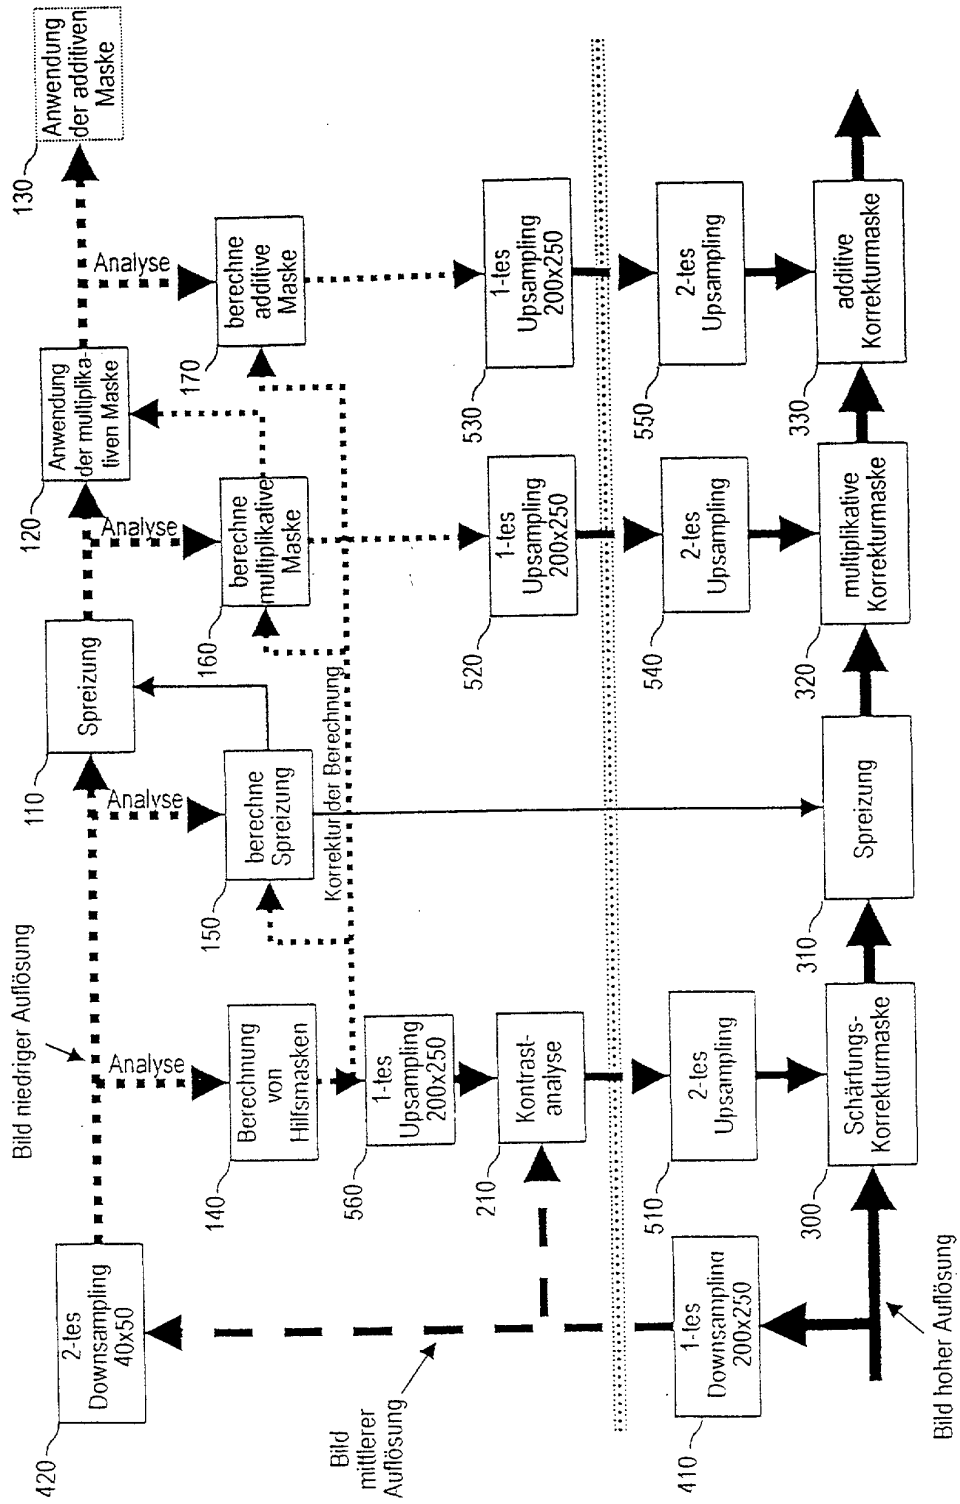 420
2-tes
Downsampling
40x50
Bild niedriger Auflösung
110
Spreizung
120
Anwendung
der multiplika-
tiven Maske
130
Anwendung
der additiven
Maske
Analyse
Analyse
Analyse
Analyse
140
Berechnung
von
Hilfsmasken
150
berechne
Spreizung
160
berechne
multiplikative
Maske
170
berechne
additive
Maske
Korrektur der Berechnung
560
1-tes
Upsampling
200x250
210
Kontrast-
analyse
520
1-tes
Upsampling
200x250
530
1-tes
Upsampling
200x250
Bild
mittlerer
Auflösung
410
1-tes
Downsampling
200x250
510
2-tes
Upsampling
540
2-tes
Upsampling
550
2-tes
Upsampling
300
Schärfungs-
Korrekturmaske
310
Spreizung
320
multiplikative
Korrekturmaske
330
additive
Korrekturmaske
Bild hoher Auflösung